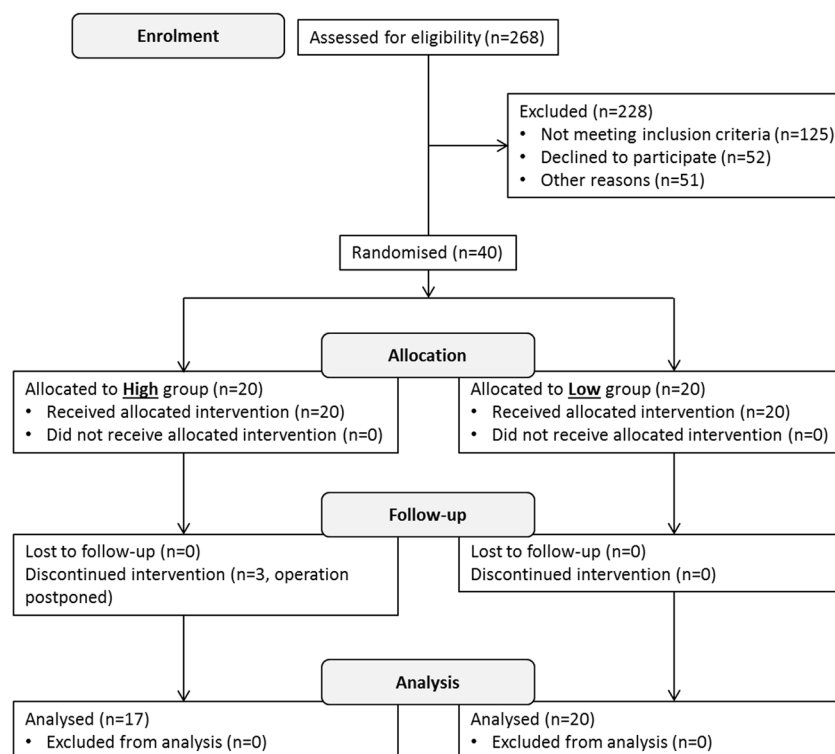 Enrolment
Assessed for eligibility (n=268)
Excluded (n=228)
• Not meeting inclusion criteria (n=125)
• Declined to participate (n=52)
• Other reasons (n=51)
Randomised (n=40)
Allocation
Allocated to High group (n=20)
• Received allocated intervention (n=20)
• Did not receive allocated intervention (n=0)
Allocated to Low group (n=20)
• Received allocated intervention (n=20)
• Did not receive allocated intervention (n=0)
Follow-up
Lost to follow-up (n=0)
Discontinued intervention (n=3, operation
postponed)
Lost to follow-up (n=0)
Discontinued intervention (n=0)
Analysis
Analysed (n=17)
• Excluded from analysis (n=0)
Analysed (n=20)
• Excluded from analysis (n=0)